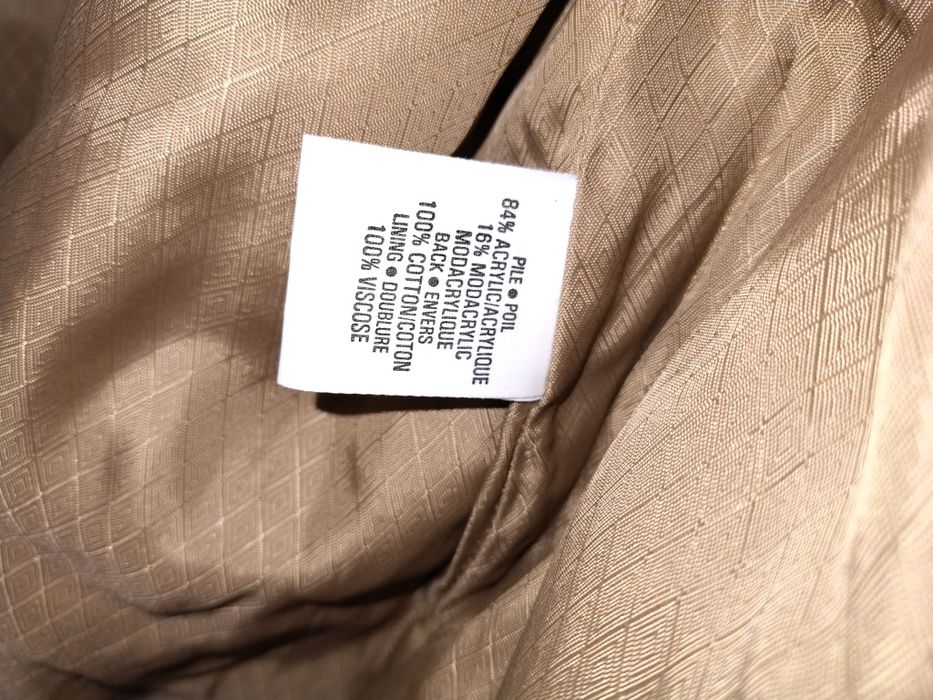 PILE • POIL
84% ACRYLIC/ACRYLIQUE
16% MODACRYLIC
MODACRYLIQUE
BACK • ENVERS
100% COTTON/COTON
LINING • DOUBLURE
100% VISCOSE